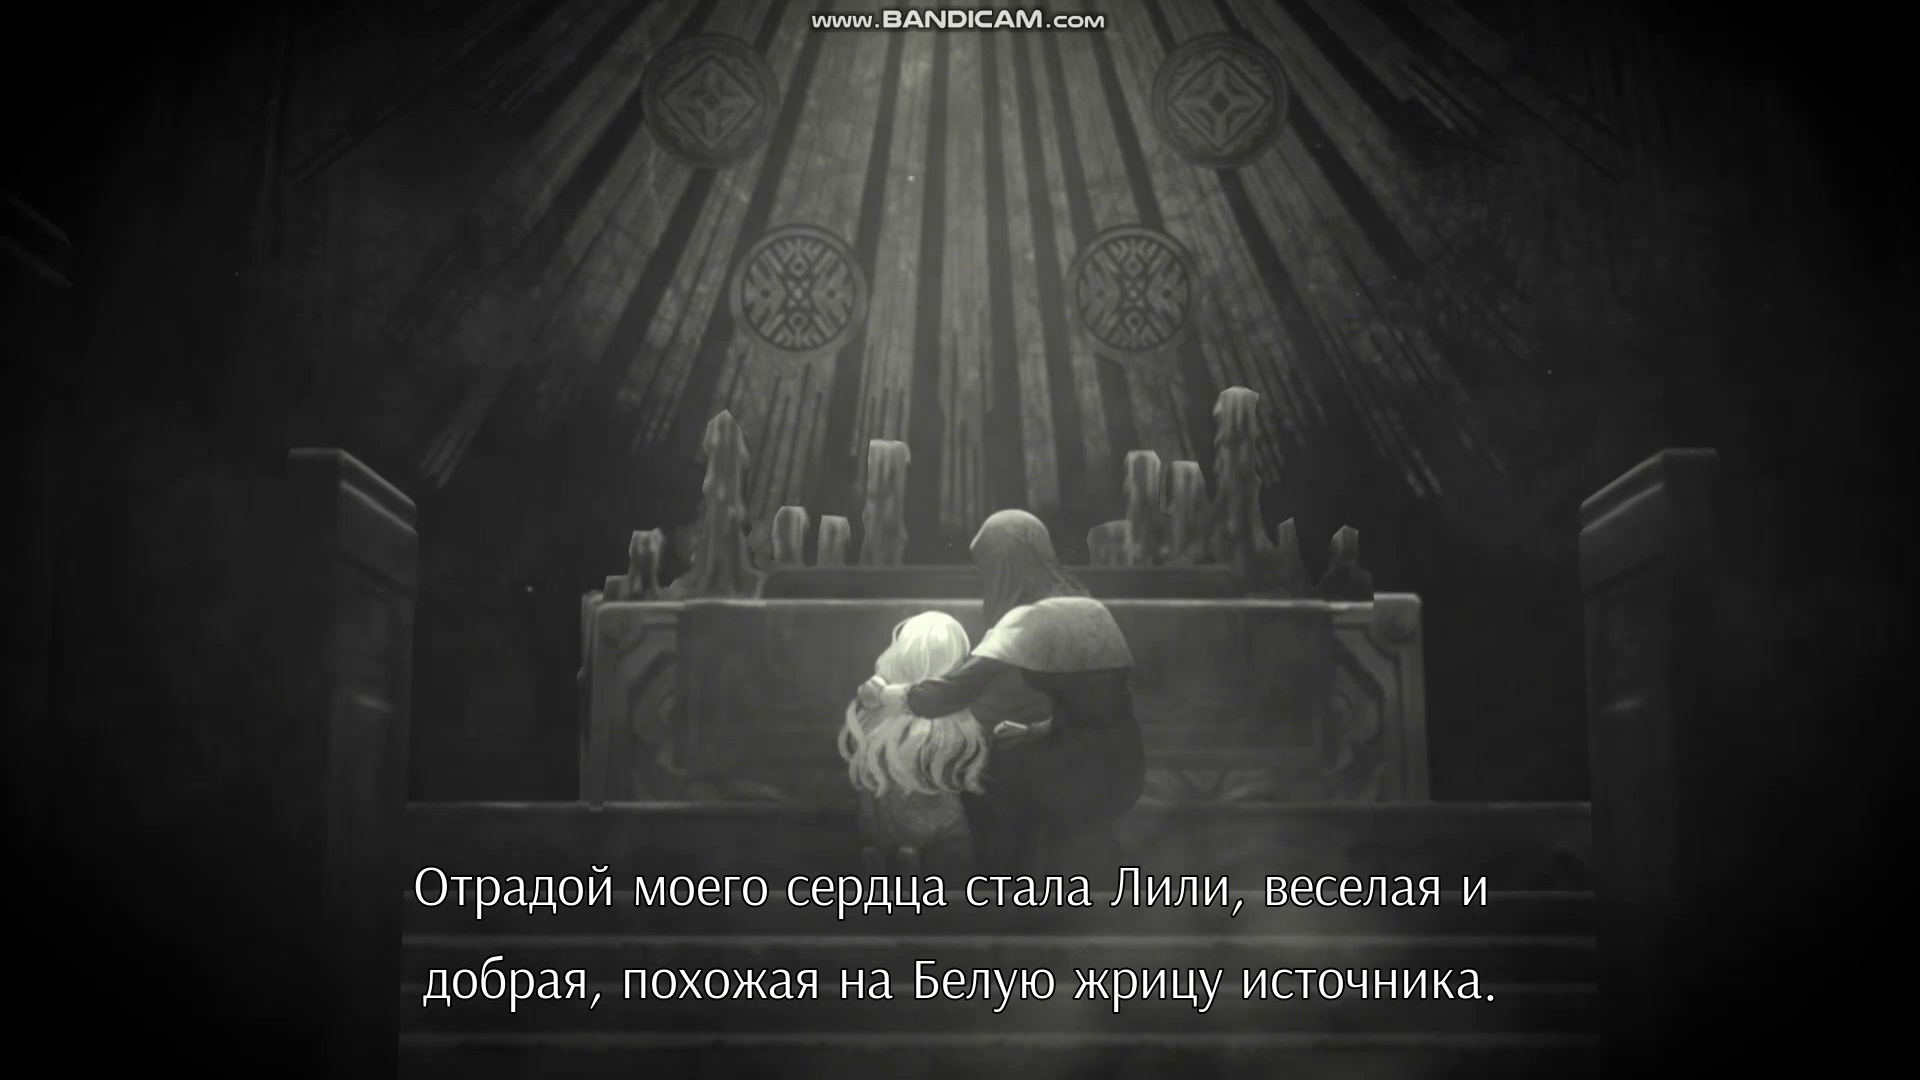 www.BANDICAM.com
Отрадой моего сердца стала Лили, веселая и
добрая, похожая на Белую жрицу источника.